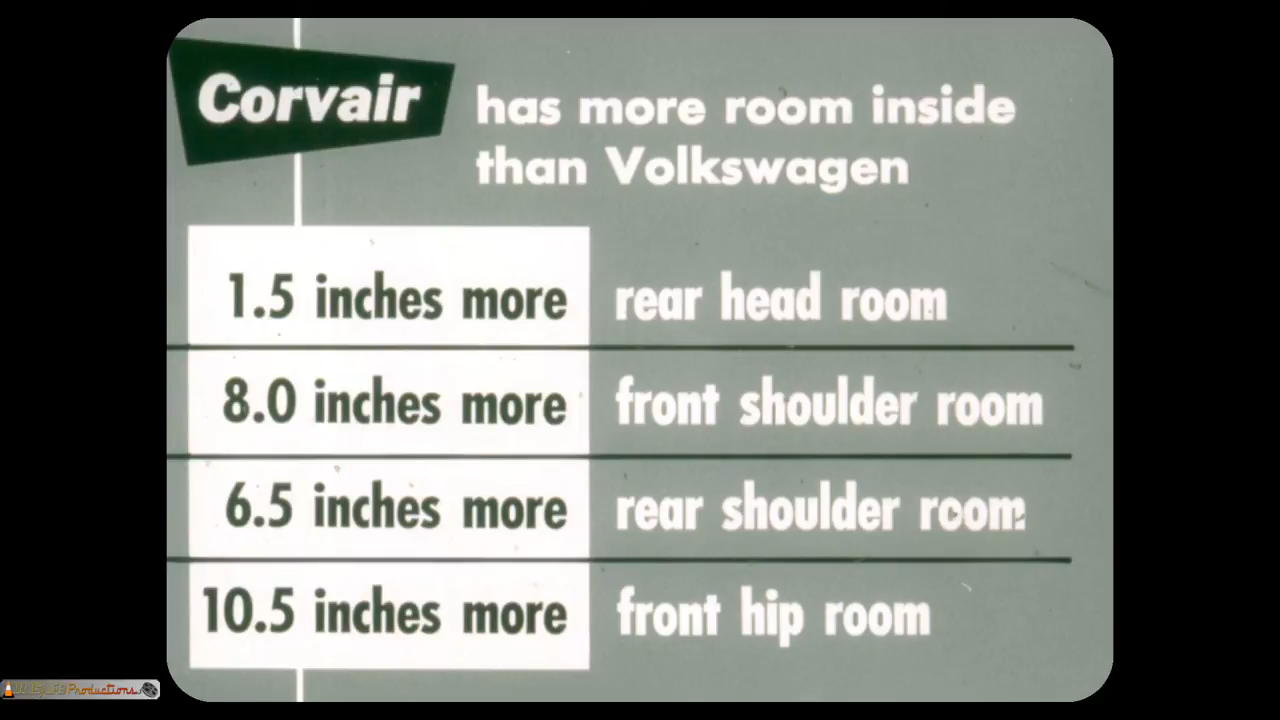 Corvair
has more room inside
than Volkswagen
1.5 inches more rear head room
8.0 inches more front shoulder room
6.5 inches more rear shoulder room
10.5 inches more front hip room
Productions